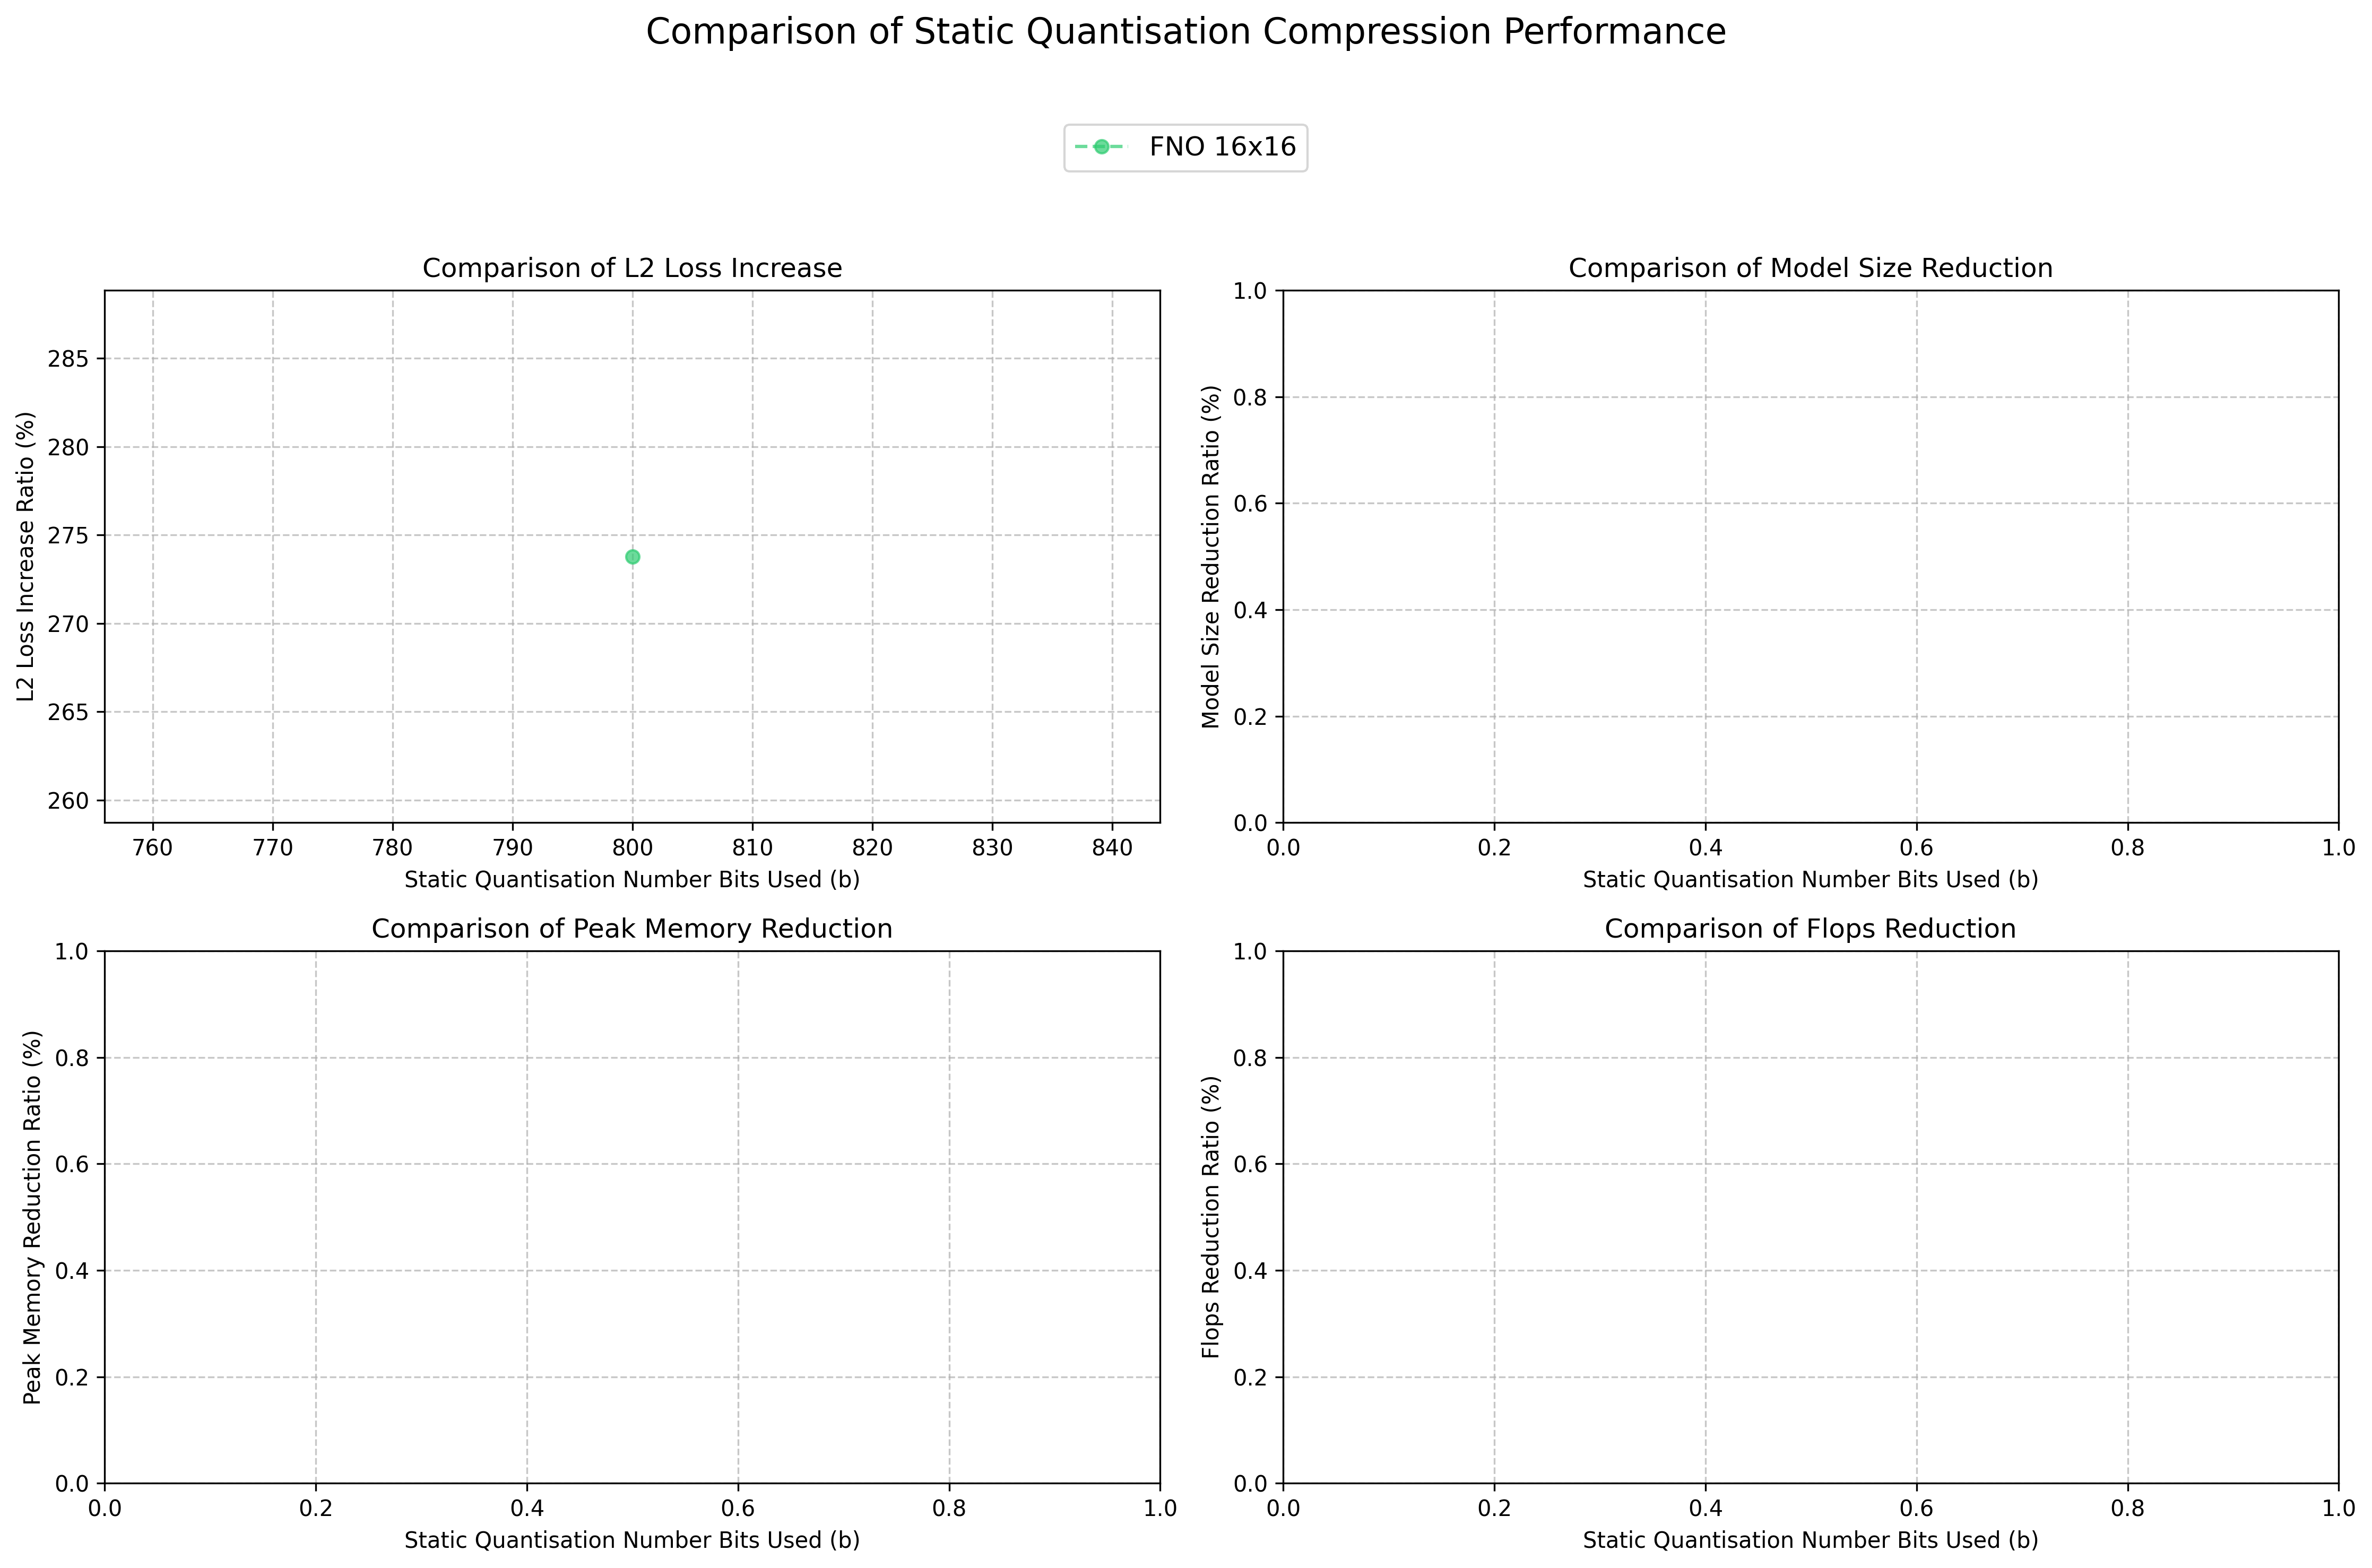 Comparison of Static Quantisation Compression Performance
FNO 16x16
Comparison of L2 Loss Increase
L2 Loss Increase Ratio (%)
285
280
275
270
265
260
760 770 780 790 800 810 820 830 840
Static Quantisation Number Bits Used (b)
Comparison of Model Size Reduction
Model Size Reduction Ratio (%)
1.0
0.8
0.6
0.4
0.2
0.0
0.0 0.2 0.4 0.6 0.8 1.0
Static Quantisation Number Bits Used (b)
Comparison of Peak Memory Reduction
Peak Memory Reduction Ratio (%)
1.0
0.8
0.6
0.4
0.2
0.0
0.0 0.2 0.4 0.6 0.8 1.0
Static Quantisation Number Bits Used (b)
Comparison of Flops Reduction
Flops Reduction Ratio (%)
1.0
0.8
0.6
0.4
0.2
0.0
0.0 0.2 0.4 0.6 0.8 1.0
Static Quantisation Number Bits Used (b)